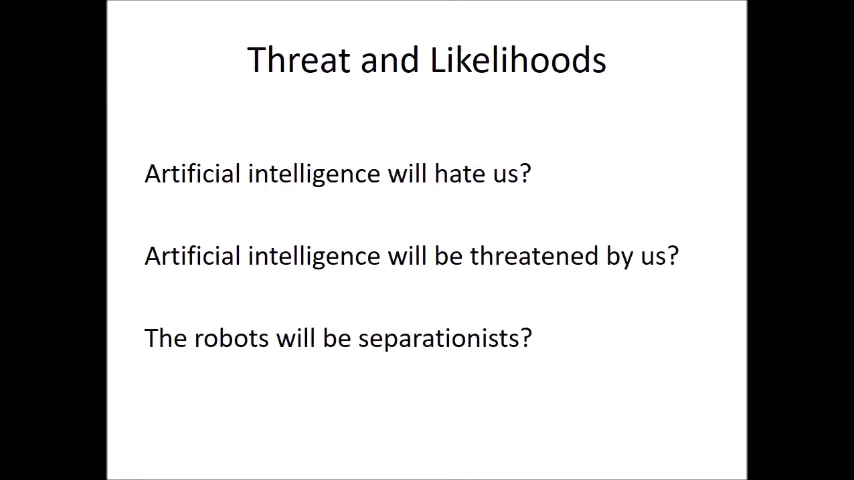 Threat and Likelihoods
Artificial intelligence will hate us?
Artificial intelligence will be threatened by us?
The robots will be separationists?